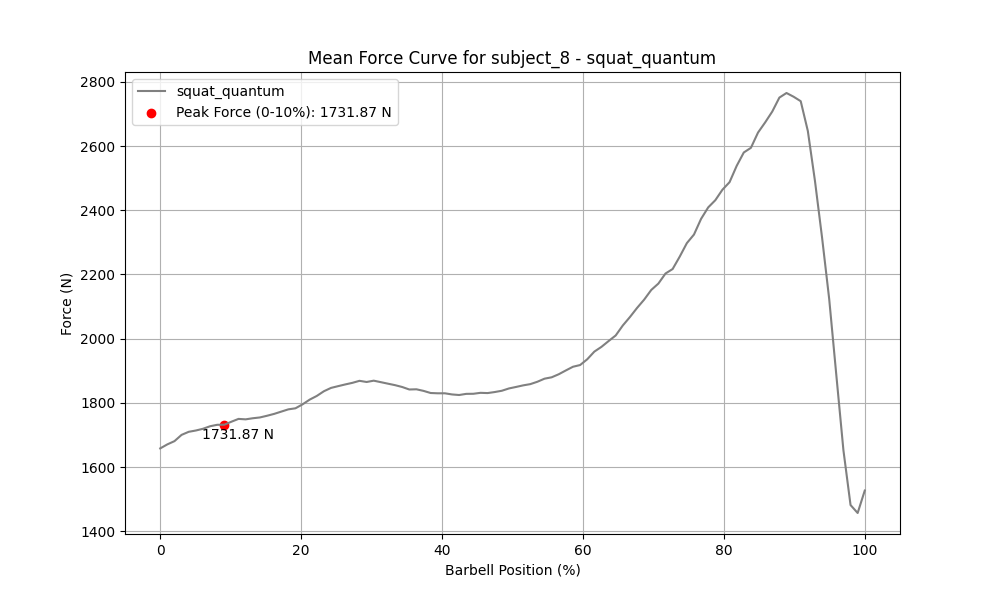 Mean Force Curve for subject_8 - squat_quantum
squat_quantum
Peak Force (0-10%): 1731.87 N
2800
2600
2400
2200
2000
1800
1600
1400
Force (N)
1731.87 N
0 20 40 60 80 100
Barbell Position (%)